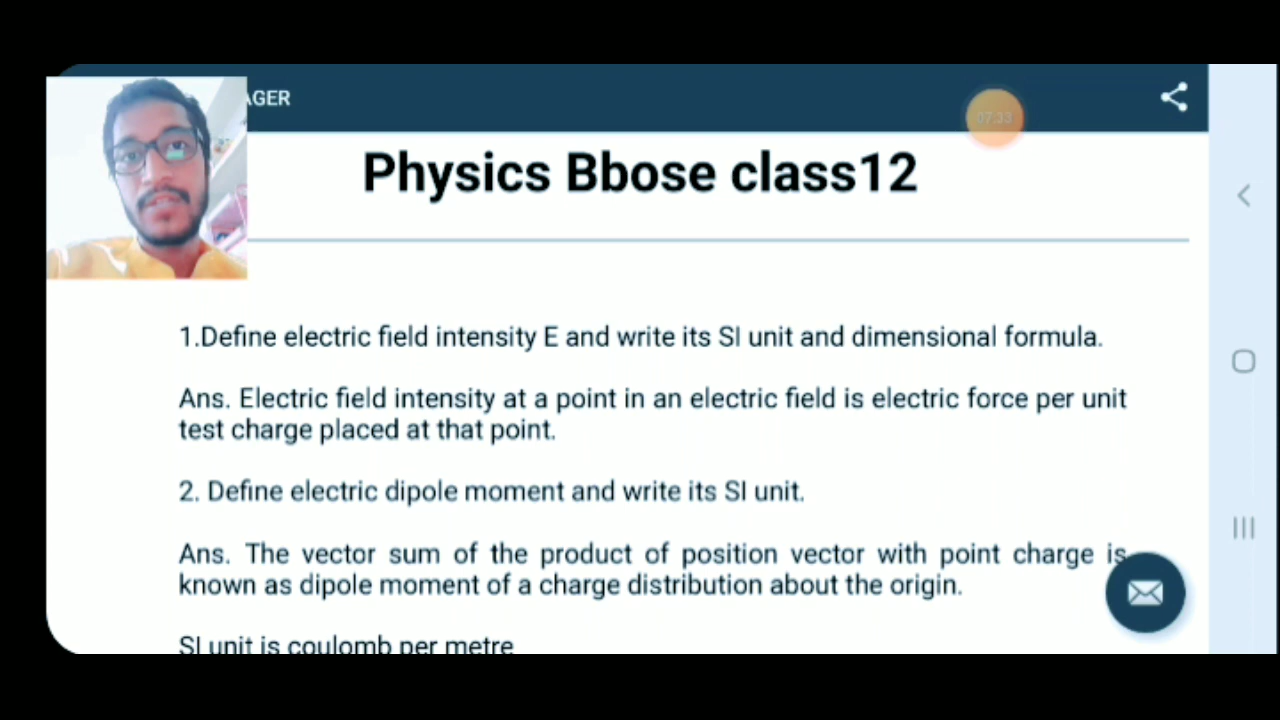 AGER
07:33
Physics Bbose class12
1.Define electric field intensity E and write its SI unit and dimensional formula.
Ans. Electric field intensity at a point in an electric field is electric force per unit
test charge placed at that point.
2. Define electric dipole moment and write its SI unit.
Ans. The vector sum of the product of position vector with point charge is
known as dipole moment of a charge distribution about the origin.
SI unit is coulomb per metre